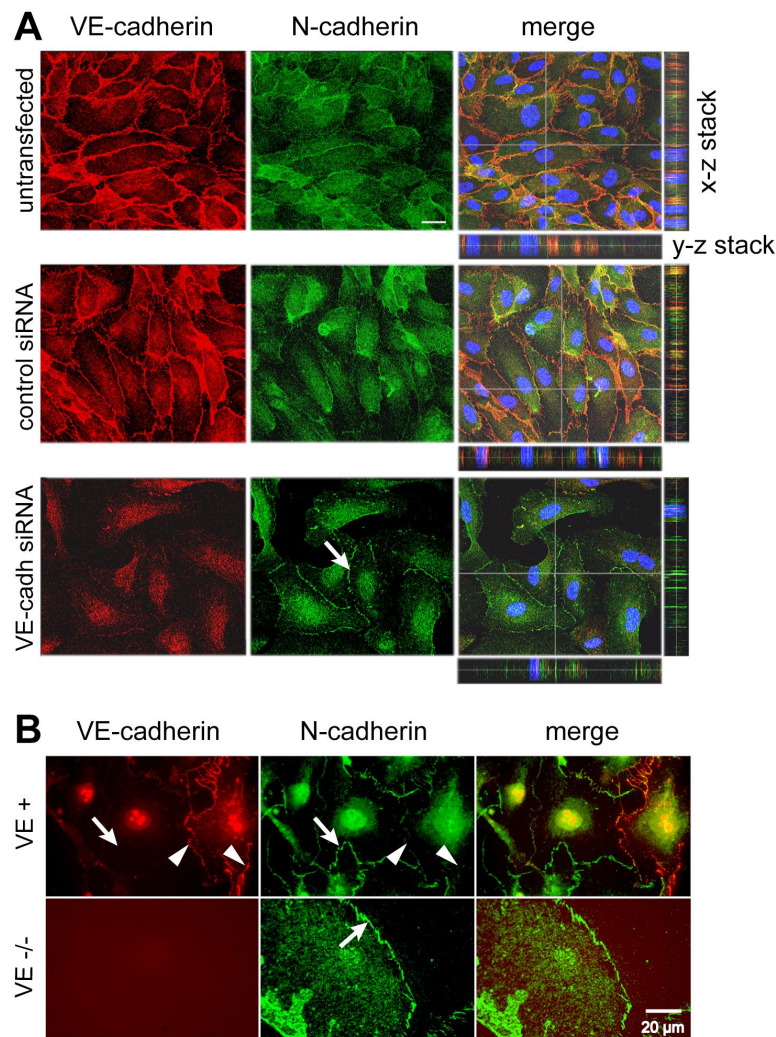 A
VE-cadherin N-cadherin merge
untransfected
x-z stack
y-z stack
control siRNA
VE-cadh siRNA
B
VE-cadherin N-cadherin merge
VE +
VE -/-
20 µm